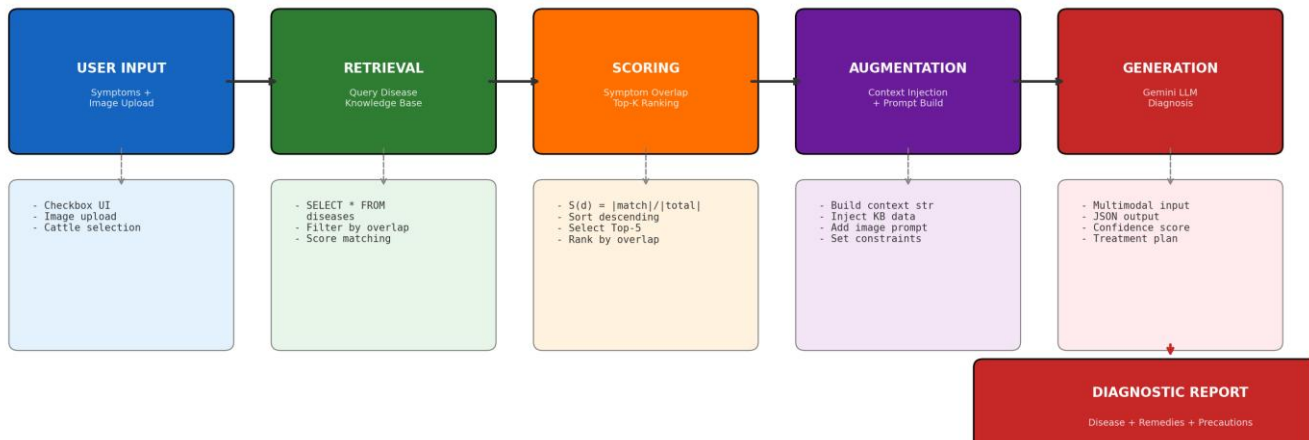 USER INPUT
Symptoms +
Image Upload
RETRIEVAL
Query Disease
Knowledge Base
SCORING
Symptom Overlap
Top-K Ranking
AUGMENTATION
Context Injection
+ Prompt Build
GENERATION
Gemini LLM
Diagnosis
- Checkbox UI
- Image upload
- Cattle selection
- SELECT * FROM
diseases
- Filter by overlap
- Score matching
- S(d) = |match|/|total|
- Sort descending
- Select Top-5
- Rank by overlap
- Build context str
- Inject KB data
- Add image prompt
- Set constraints
- Multimodal input
- JSON output
- Confidence score
- Treatment plan
DIAGNOSTIC REPORT
Disease + Remedies + Precautions